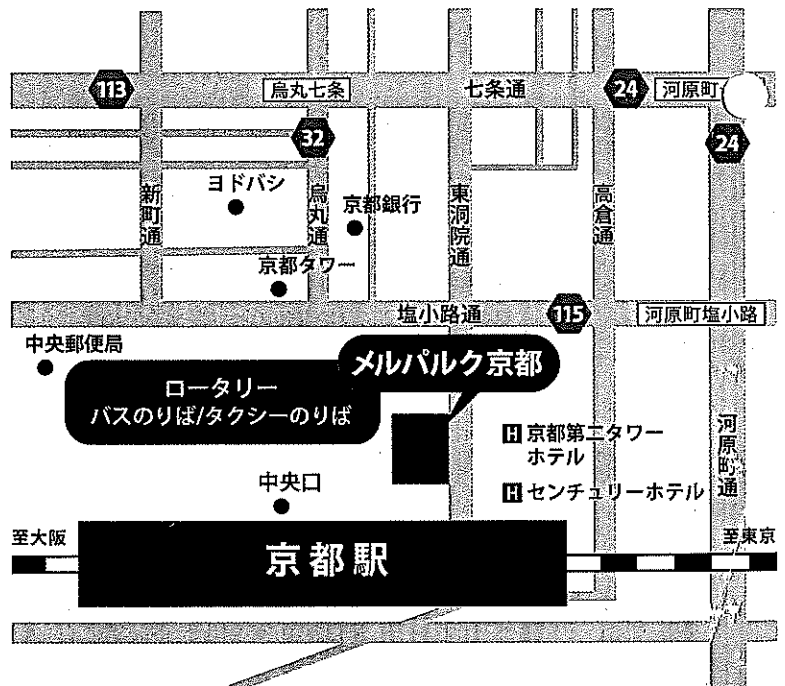 113
烏丸七条
七条通
24
河原町
32
24
新町通
ヨドバシ
烏丸通
京都銀行
東洞院通
高倉通
京都タワー
塩小路通
115
河原町塩小路
中央郵便局
メルパルク京都
ロータリー
バスのりば/タクシーのりば
河原町通
H 京都第二タワー
ホテル
中央口
H センチュリーホテル
至大阪
京都駅
至東京